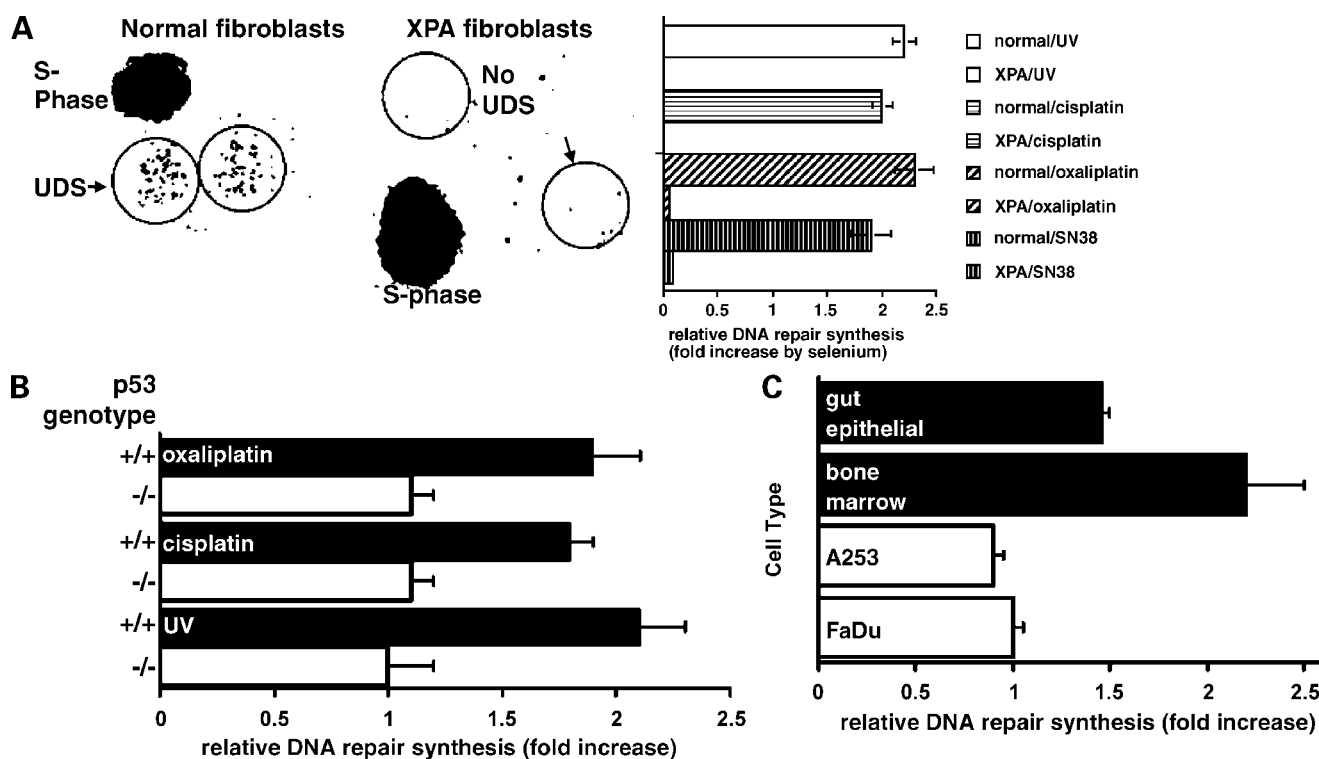 A
Normal fibroblasts
XPA fibroblasts
S-
Phase
No
UDS
UDS
S-phase
normal/UV
XPA/UV
normal/cisplatin
XPA/cisplatin
normal/oxaliplatin
XPA/oxaliplatin
normal/SN38
XPA/SN38
0 0.5 1 1.5 2 2.5
relative DNA repair synthesis
(fold increase by selenium)
B
p53
genotype
+/+ oxaliplatin
-/-
+/+ cisplatin
-/-
+/+ UV
-/-
0 0.5 1 1.5 2 2.5
relative DNA repair synthesis (fold increase)
C
Cell Type
gut
epithelial
bone
marrow
A253
FaDu
0 0.5 1 1.5 2 2.5
relative DNA repair synthesis (fold increase)